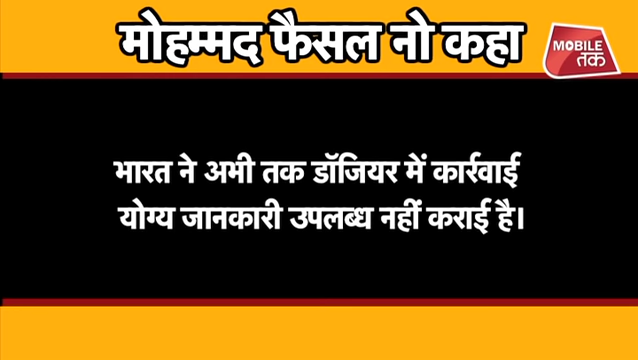 मोहम्मद फैसल नो कहा
MOBILE
तक
भारत ने अभी तक डॉजियर में कार्रवाई
योग्य जानकारी उपलब्ध नहीं कराई है।